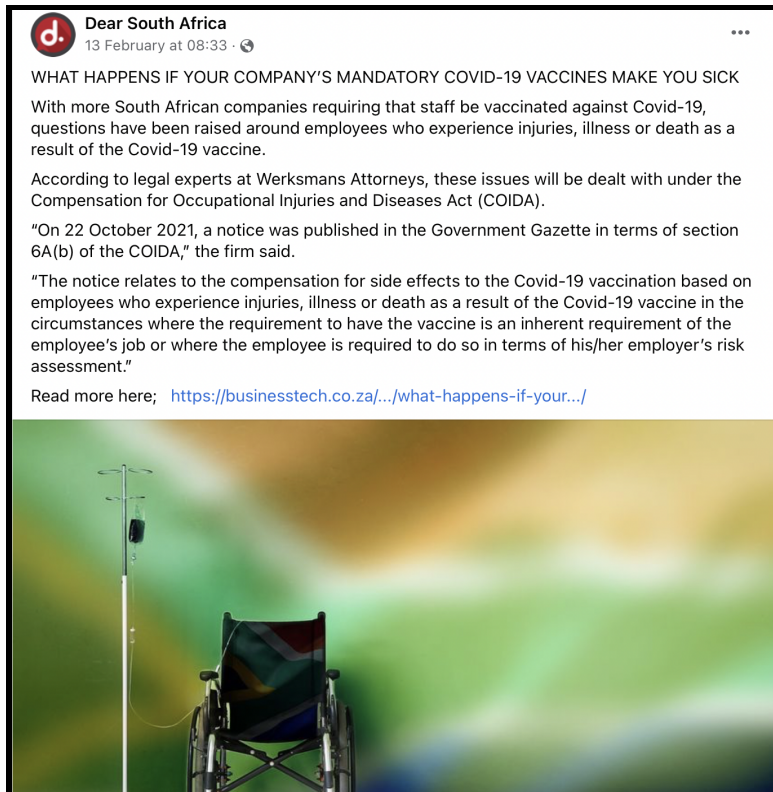 d.
Dear South Africa
13 February at 08:33 ·
WHAT HAPPENS IF YOUR COMPANY’S MANDATORY COVID-19 VACCINES MAKE YOU SICK
With more South African companies requiring that staff be vaccinated against Covid-19,
questions have been raised around employees who experience injuries, illness or death as a
result of the Covid-19 vaccine.
According to legal experts at Werksmans Attorneys, these issues will be dealt with under the
Compensation for Occupational Injuries and Diseases Act (COIDA).
“On 22 October 2021, a notice was published in the Government Gazette in terms of section
6A(b) of the COIDA,” the firm said.
“The notice relates to the compensation for side effects to the Covid-19 vaccination based on
employees who experience injuries, illness or death as a result of the Covid-19 vaccine in the
circumstances where the requirement to have the vaccine is an inherent requirement of the
employee’s job or where the employee is required to do so in terms of his/her employer’s risk
assessment.”
Read more here; https://businesstech.co.za/.../what-happens-if-your.../